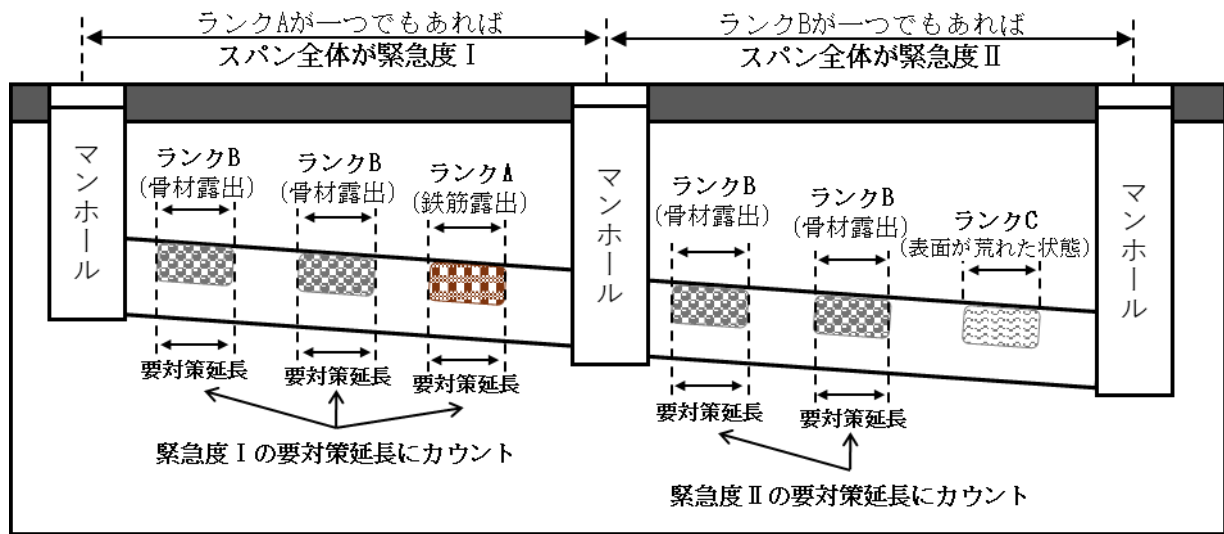 ランクAが一つでもあれば
スパン全体が緊急度Ⅰ
ランクBが一つでもあれば
スパン全体が緊急度Ⅱ
マンホール
ランクB
(骨材露出)
ランクB
(骨材露出)
ランクA
(鉄筋露出)
マンホール
ランクB
(骨材露出)
ランクB
(骨材露出)
ランクC
(表面が荒れた状態)
マンホール
要対策延長
要対策延長
要対策延長
要対策延長
要対策延長
緊急度Ⅰの要対策延長にカウント
緊急度Ⅱの要対策延長にカウント